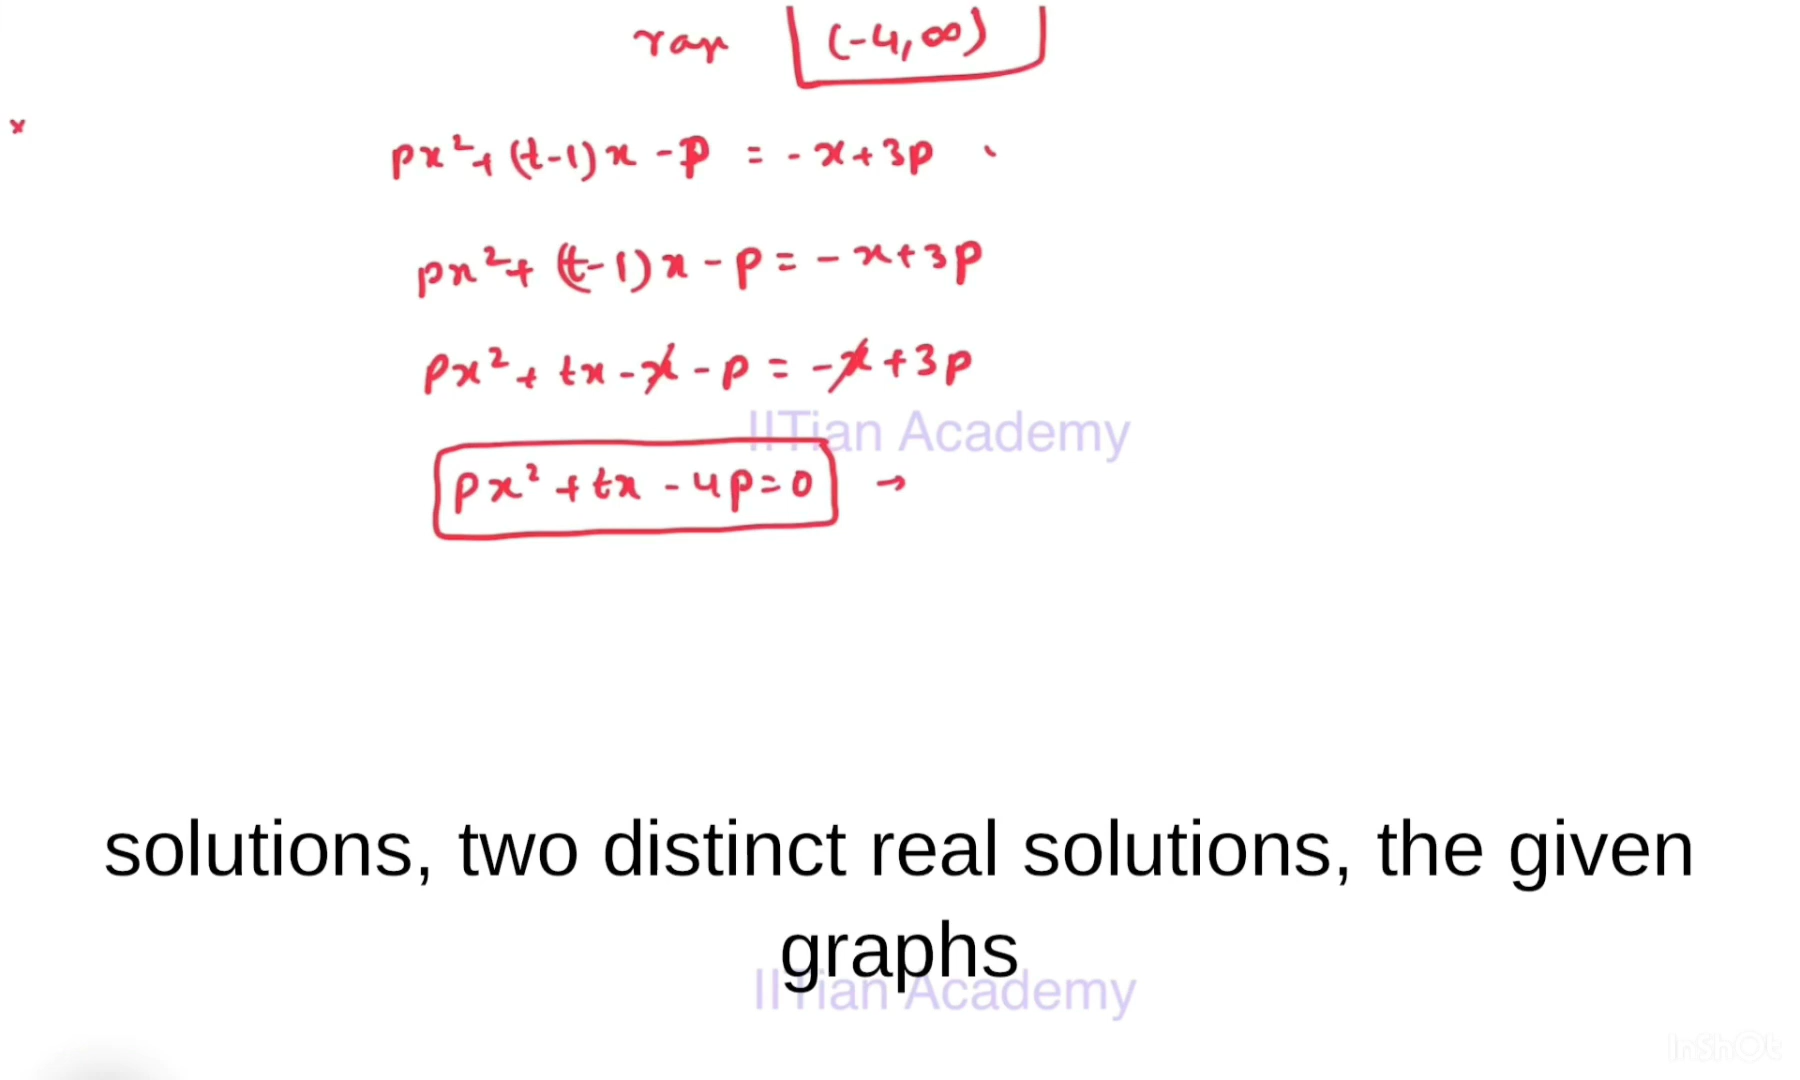 ran (-4, ∞)
x
px² + (t-1)x - p = -x + 3p
px² + (t-1)x - p = -x + 3p
px² + tx - x - p = -x + 3p
IITian Academy
px² + tx - 4p = 0 →
solutions, two distinct real solutions, the given
graphs
IITian Academy
InShOt